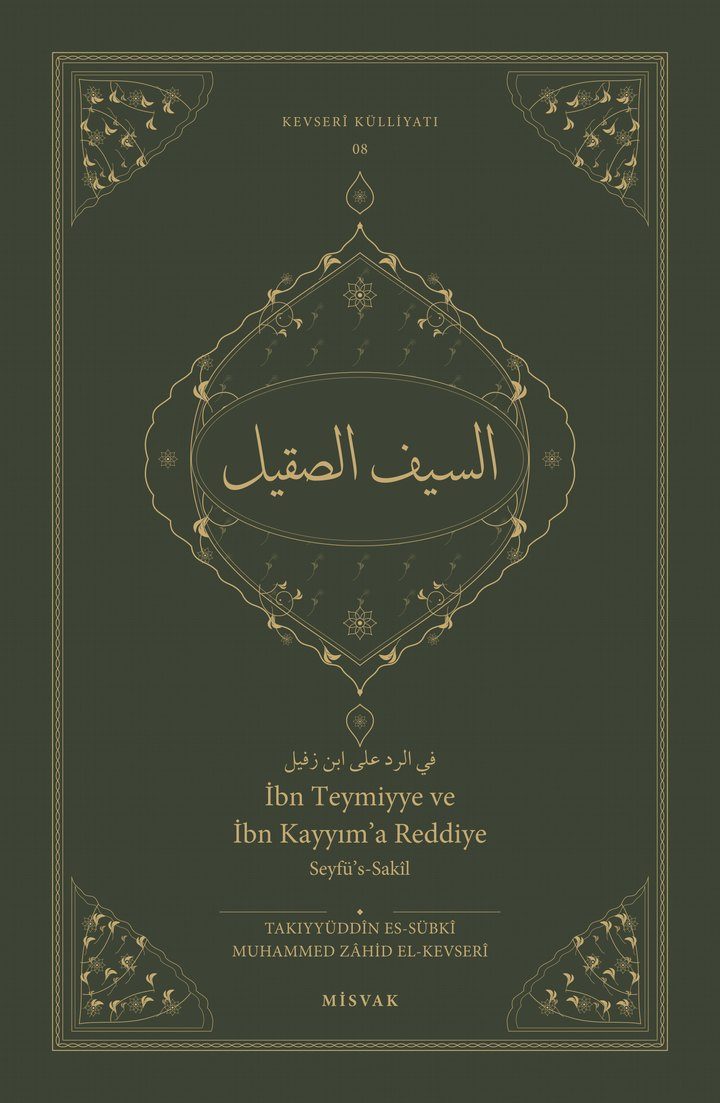 KEVSERÎ KÜLLİYATI
08
السيف الصقيل
في الرد على ابن زفيل
İbn Teymiyye ve
İbn Kayyım’a Reddiye
Seyfü’s-Sakîl
TAKIYYÜDDÎN ES-SÜBKÎ
MUHAMMED ZÂHİD EL-KEVSERÎ
MİSVAK